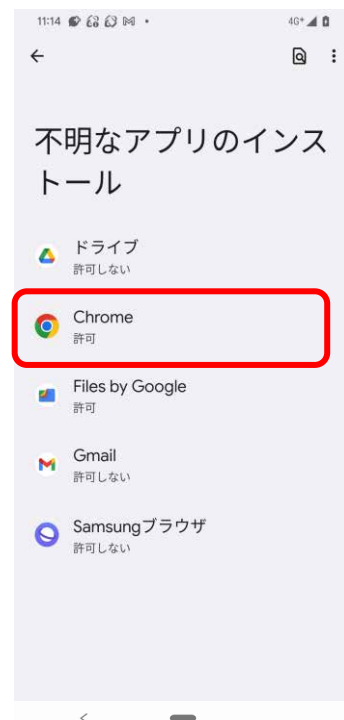 11:14
4G+
不明なアプリのインス
トール
ドライブ
許可しない
Chrome
許可
Files by Google
許可
Gmail
許可しない
Samsungブラウザ
許可しない